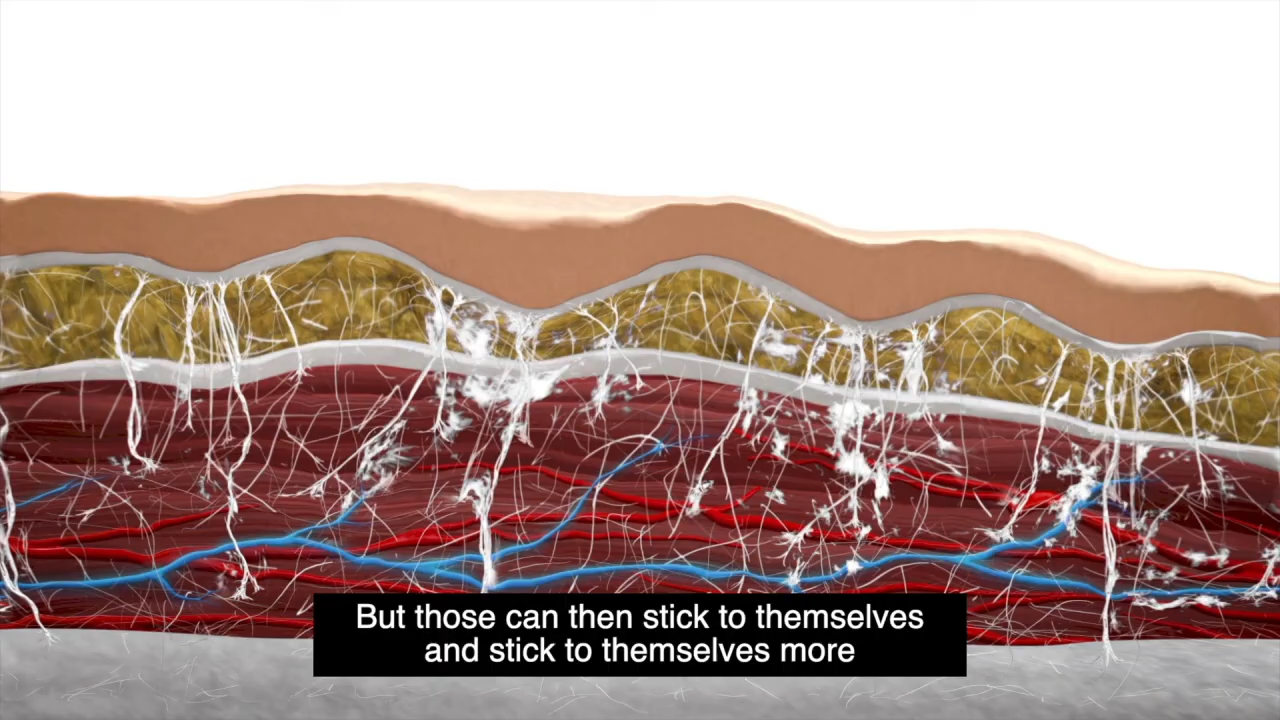 But those can then stick to themselves
and stick to themselves more